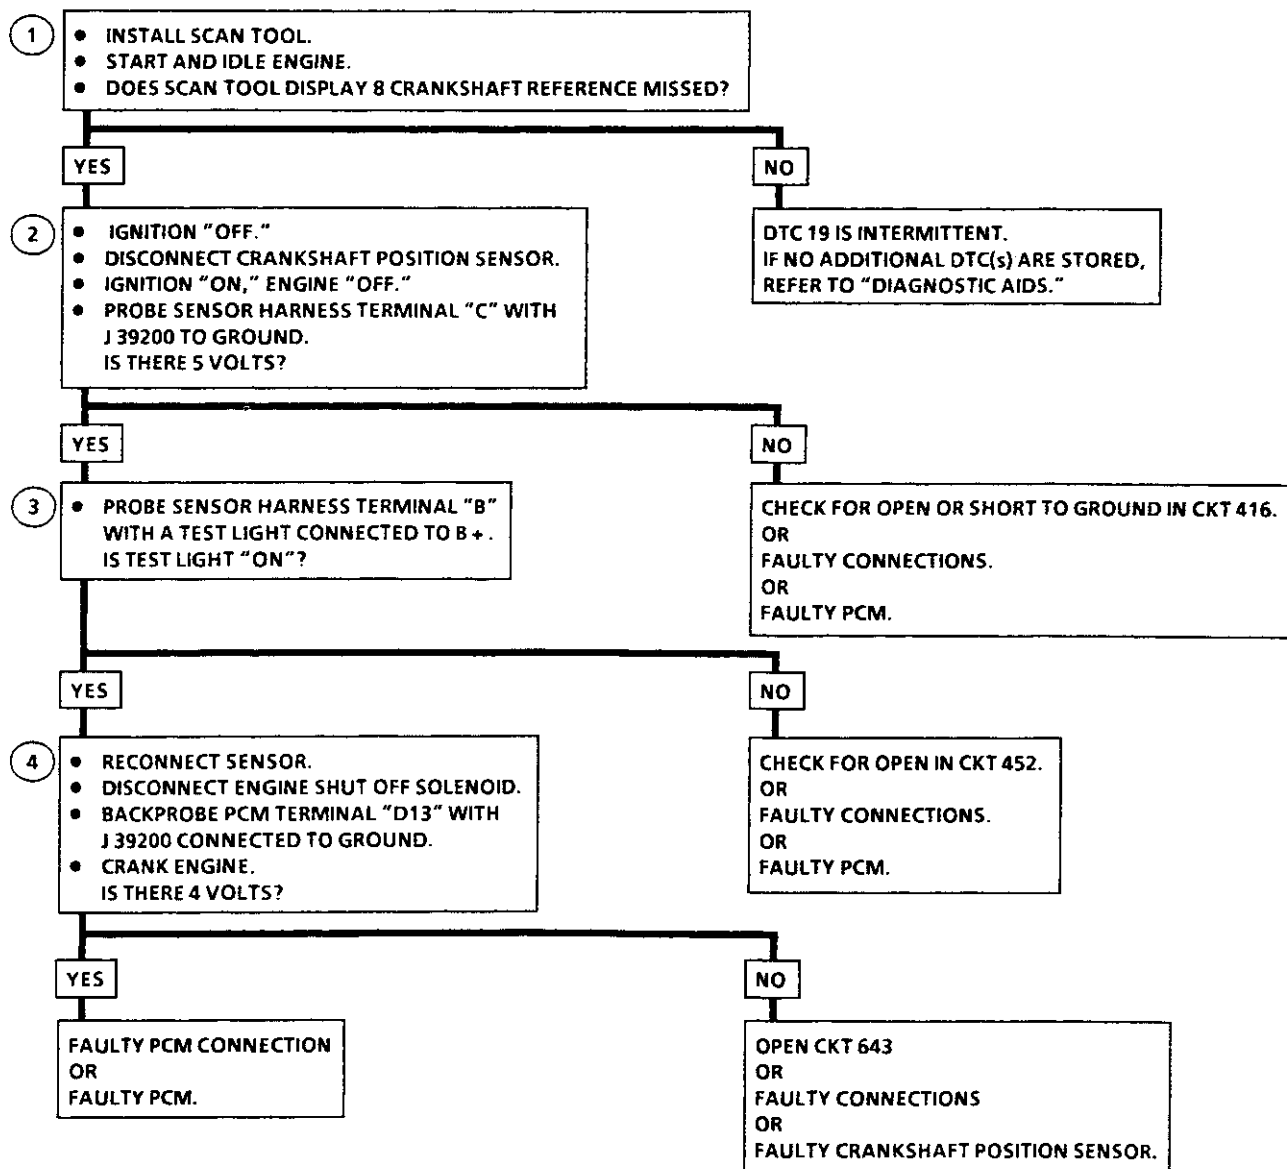 1
• INSTALL SCAN TOOL.
• START AND IDLE ENGINE.
• DOES SCAN TOOL DISPLAY 8 CRANKSHAFT REFERENCE MISSED?
YES
NO
2
• IGNITION "OFF."
• DISCONNECT CRANKSHAFT POSITION SENSOR.
• IGNITION "ON," ENGINE "OFF."
• PROBE SENSOR HARNESS TERMINAL "C" WITH
J 39200 TO GROUND.
IS THERE 5 VOLTS?
DTC 19 IS INTERMITTENT.
IF NO ADDITIONAL DTC(s) ARE STORED,
REFER TO "DIAGNOSTIC AIDS."
YES
NO
3
• PROBE SENSOR HARNESS TERMINAL "B"
WITH A TEST LIGHT CONNECTED TO B +.
IS TEST LIGHT "ON"?
CHECK FOR OPEN OR SHORT TO GROUND IN CKT 416.
OR
FAULTY CONNECTIONS.
OR
FAULTY PCM.
YES
NO
4
• RECONNECT SENSOR.
• DISCONNECT ENGINE SHUT OFF SOLENOID.
• BACKPROBE PCM TERMINAL "D13" WITH
J 39200 CONNECTED TO GROUND.
• CRANK ENGINE.
IS THERE 4 VOLTS?
CHECK FOR OPEN IN CKT 452.
OR
FAULTY CONNECTIONS.
OR
FAULTY PCM.
YES
NO
FAULTY PCM CONNECTION
OR
FAULTY PCM.
OPEN CKT 643
OR
FAULTY CONNECTIONS
OR
FAULTY CRANKSHAFT POSITION SENSOR.